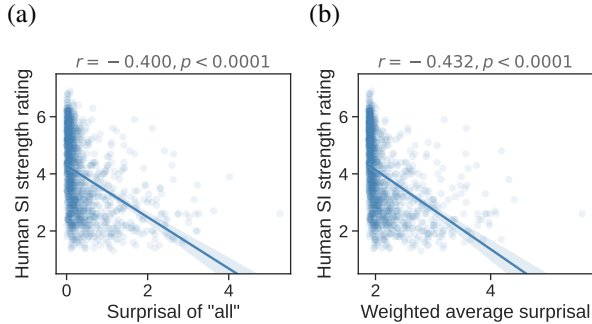 (a)
r = −0.400, p < 0.0001
Human SI strength rating
6
4
2
0 2 4
Surprisal of "all"
(b)
r = −0.432, p < 0.0001
Human SI strength rating
6
4
2
2 4
Weighted average surprisal